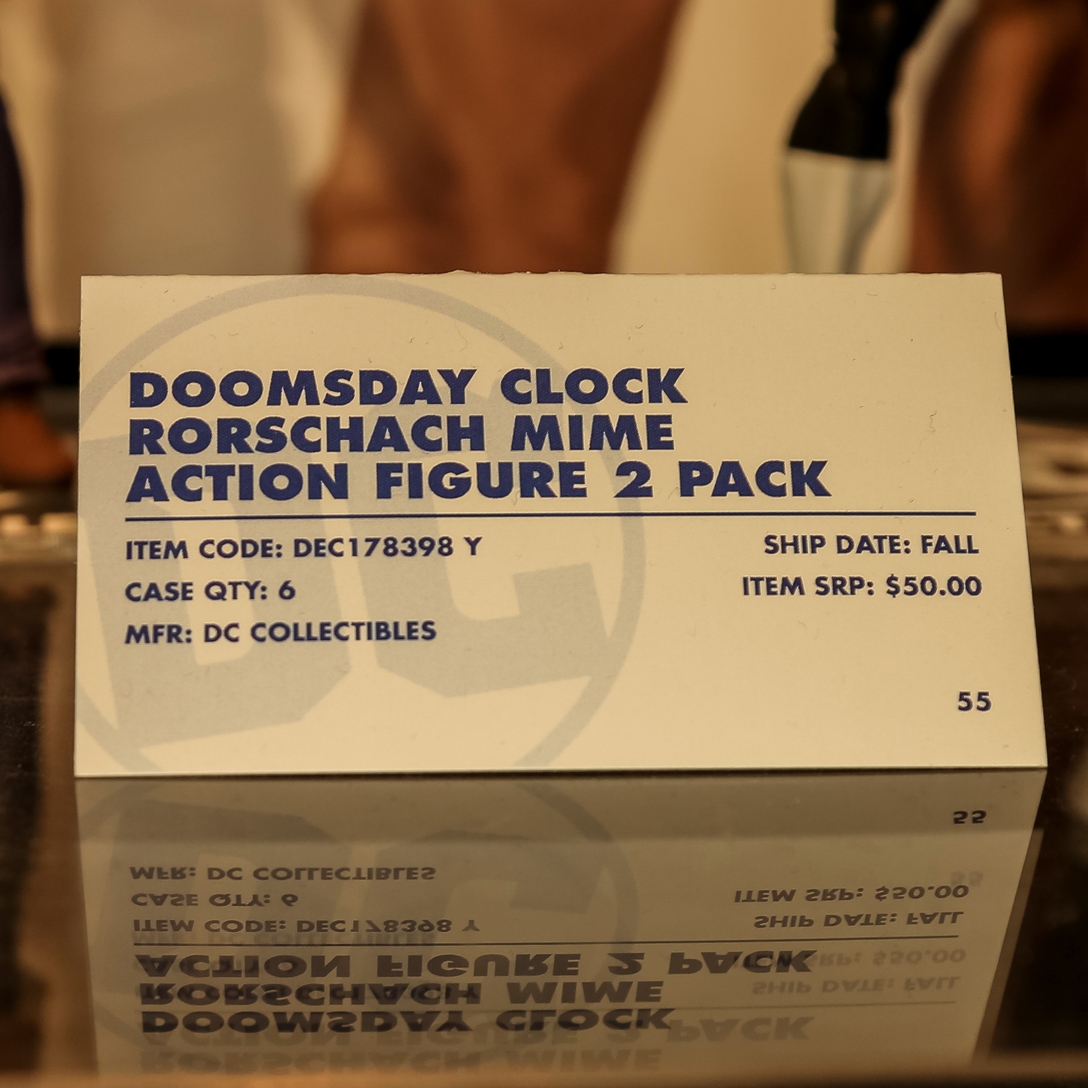 DOOMSDAY CLOCK
RORSCHACH MIME
ACTION FIGURE 2 PACK
ITEM CODE: DEC178398 Y
SHIP DATE: FALL
CASE QTY: 6
ITEM SRP: $50.00
MFR: DC COLLECTIBLES
55
DC